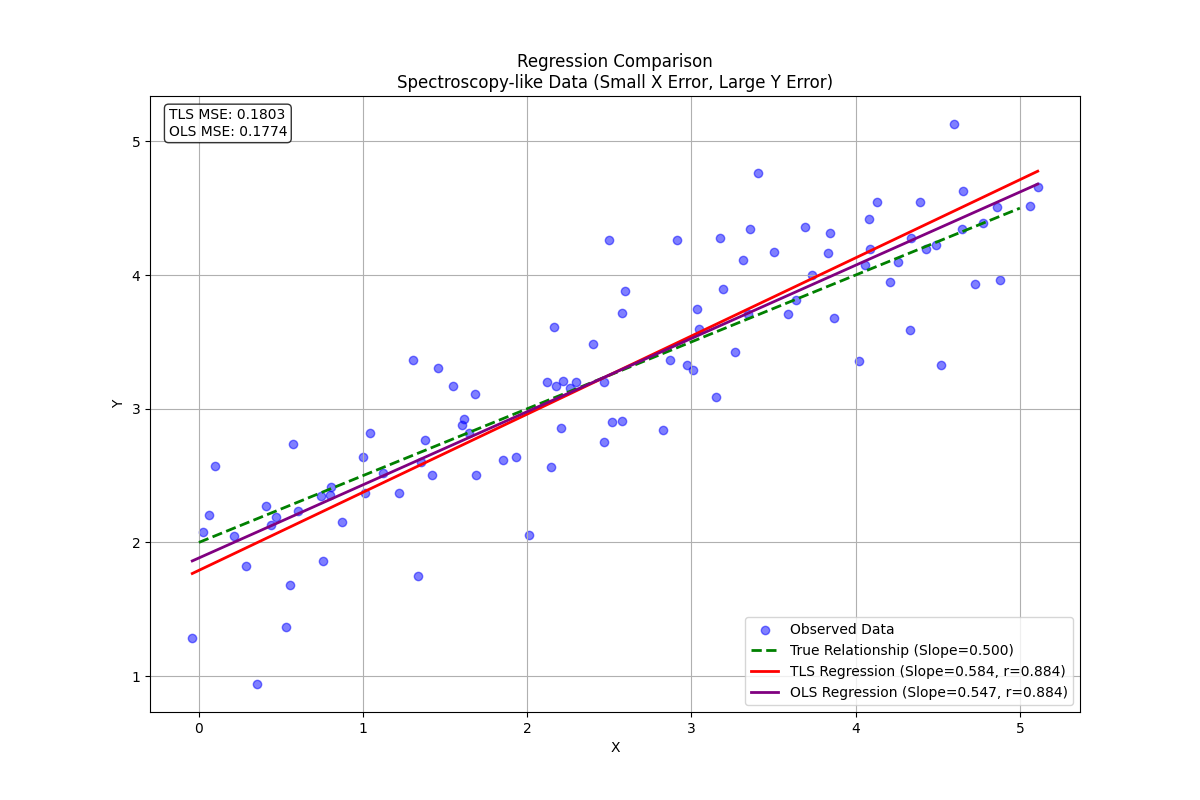 Regression Comparison
Spectroscopy-like Data (Small X Error, Large Y Error)
TLS MSE: 0.1803
OLS MSE: 0.1774
5
4
3
2
1
Y
Observed Data
True Relationship (Slope=0.500)
TLS Regression (Slope=0.584, r=0.884)
OLS Regression (Slope=0.547, r=0.884)
0 1 2 3 4 5
X